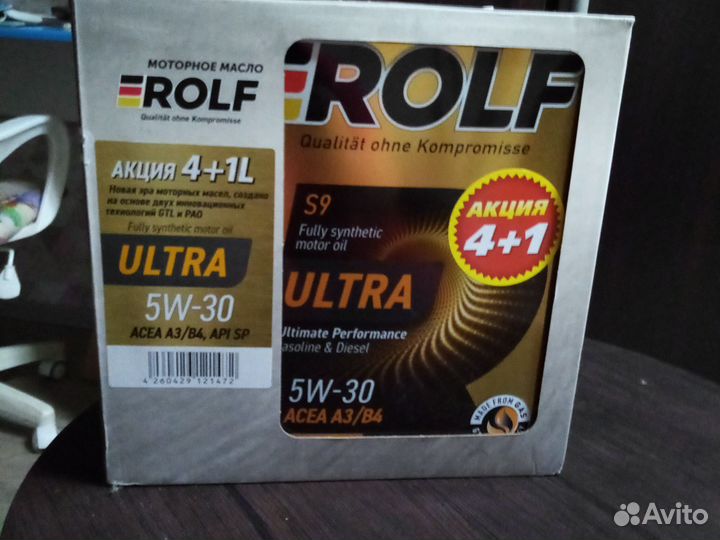 МОТОРНОЕ МАСЛО
ROLF
Qualität ohne Kompromisse
АКЦИЯ 4+1L
Новая эра моторных масел, создано
на основе двух инновационных
технологий GTL и PAO
Fully synthetic motor oil
ULTRA
5W-30
ACEA A3/B4, API SP
4 260429 121472
ROLF
Qualität ohne Kompromisse
S9
Fully synthetic
motor oil
АКЦИЯ
4+1
ULTRA
Ultimate Performance
Gasoline & Diesel
5W-30
ACEA A3/B4
MADE FROM GAS
Avito